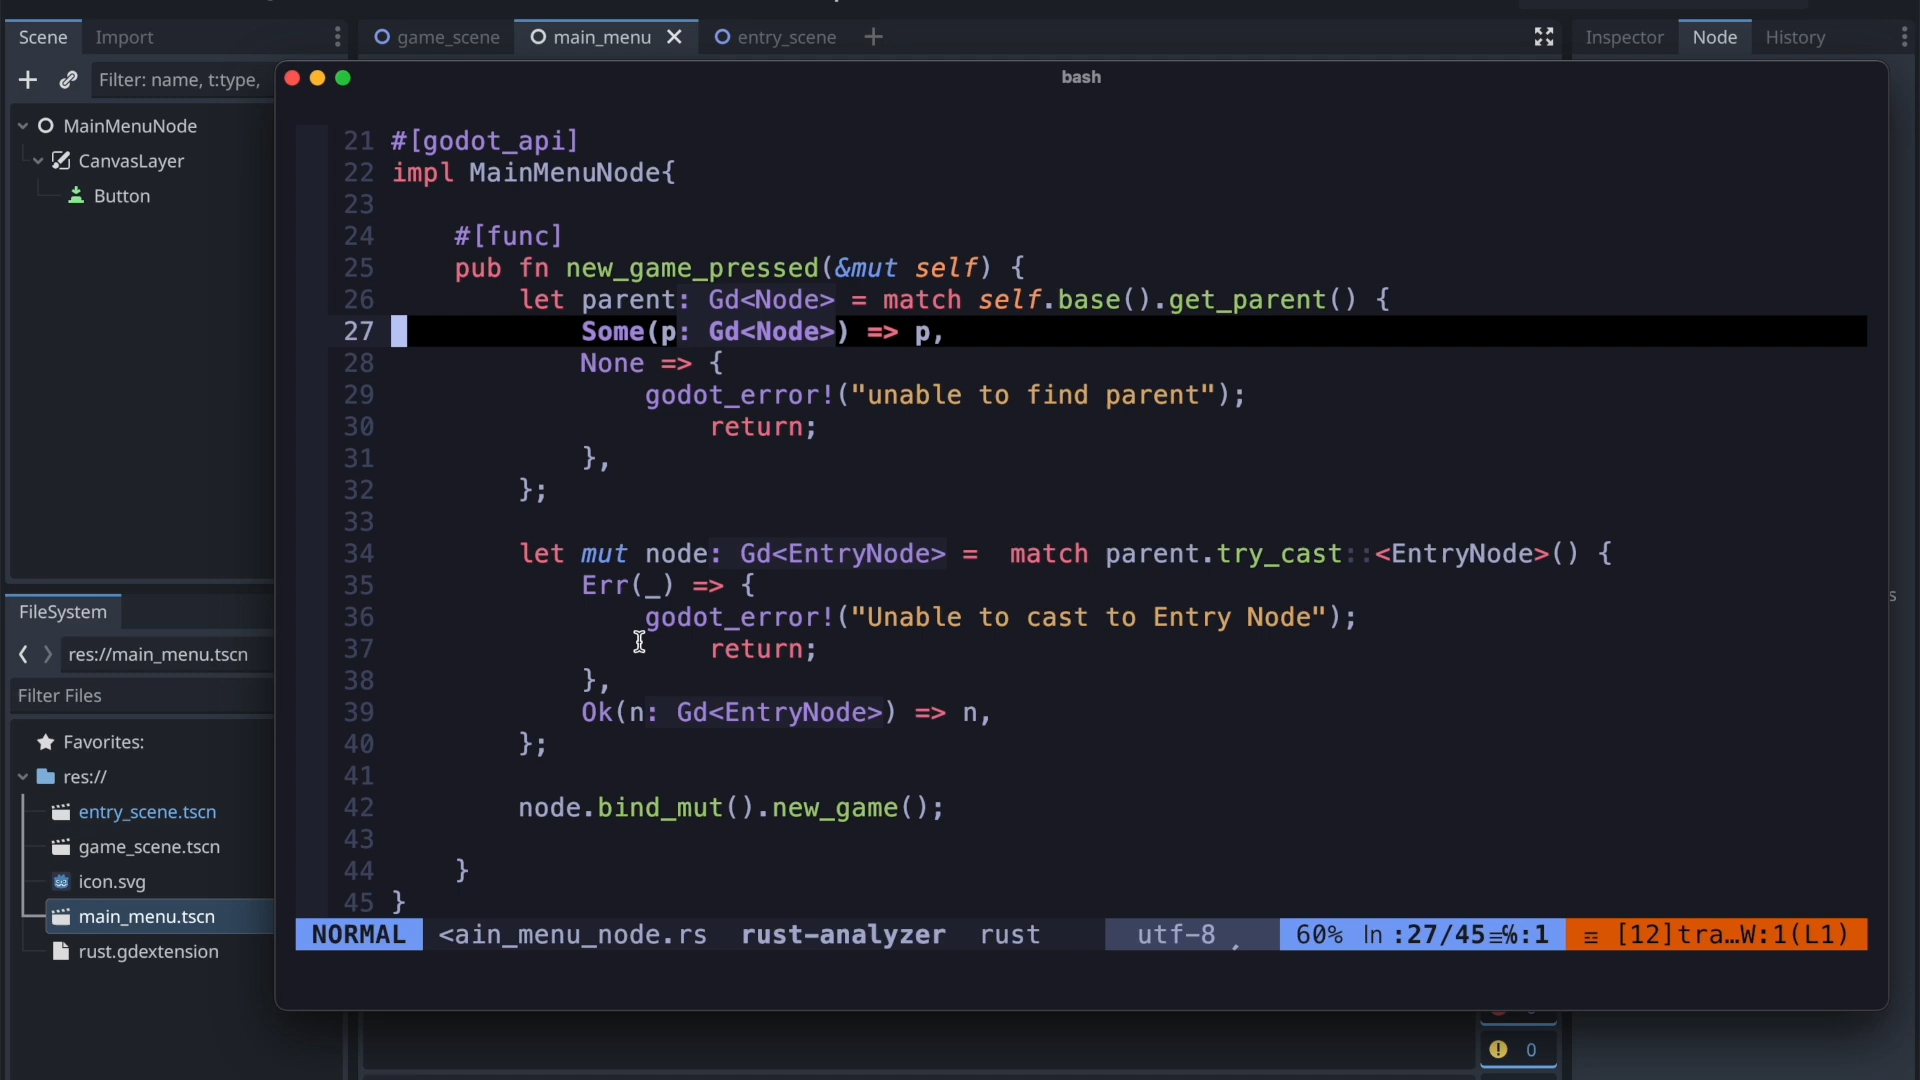 Scene
Import
game_scene
main_menu
entry_scene
Inspector
Node
History
Filter: name, t:type,
MainMenuNode
CanvasLayer
Button
FileSystem
res://main_menu.tscn
Filter Files
Favorites:
res://
entry_scene.tscn
game_scene.tscn
icon.svg
main_menu.tscn
rust.gdextension
bash
21 #[godot_api]
22 impl MainMenuNode{
23
24     #[func]
25     pub fn new_game_pressed(&mut self) {
26         let parent: Gd<Node> = match self.base().get_parent() {
27             Some(p: Gd<Node>) => p,
28             None => {
29                 godot_error!("unable to find parent");
30                     return;
31             },
32         };
33
34         let mut node: Gd<EntryNode> =  match parent.try_cast::<EntryNode>() {
35             Err(_) => {
36                 godot_error!("Unable to cast to Entry Node");
37                     return;
38             },
39             Ok(n: Gd<EntryNode>) => n,
40         };
41
42         node.bind_mut().new_game();
43
44     }
45 }
NORMAL <ain_menu_node.rs rust-analyzer rust utf-8 60% ln :27/45≡%:1 ☰ [12]tra…W:1(L1)
s
0